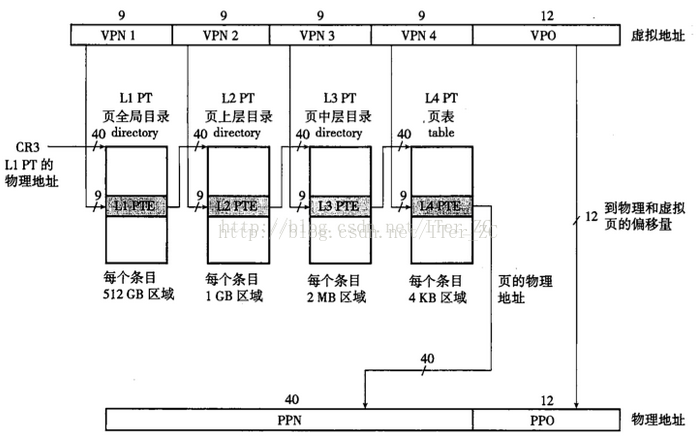 9 9 9 9 12
VPN 1 VPN 2 VPN 3 VPN 4 VPO 虚拟地址
L1 PT L2 PT L3 PT L4 PT
页全局目录 页上层目录 页中层目录 页表
directory directory directory table
CR3 40 40 40 40
L1 PT 的
物理地址
9 9 9 9
L1 PTE L2 PTE L3 PTE L4 PTE
12 到物理和虚拟
页的偏移量
http://blog.csdn.net/ITer_ZC
每个条目 每个条目 每个条目 每个条目 页的物理
512 GB 区域 1 GB 区域 2 MB 区域 4 KB 区域 地址
40
40 12
PPN PPO 物理地址